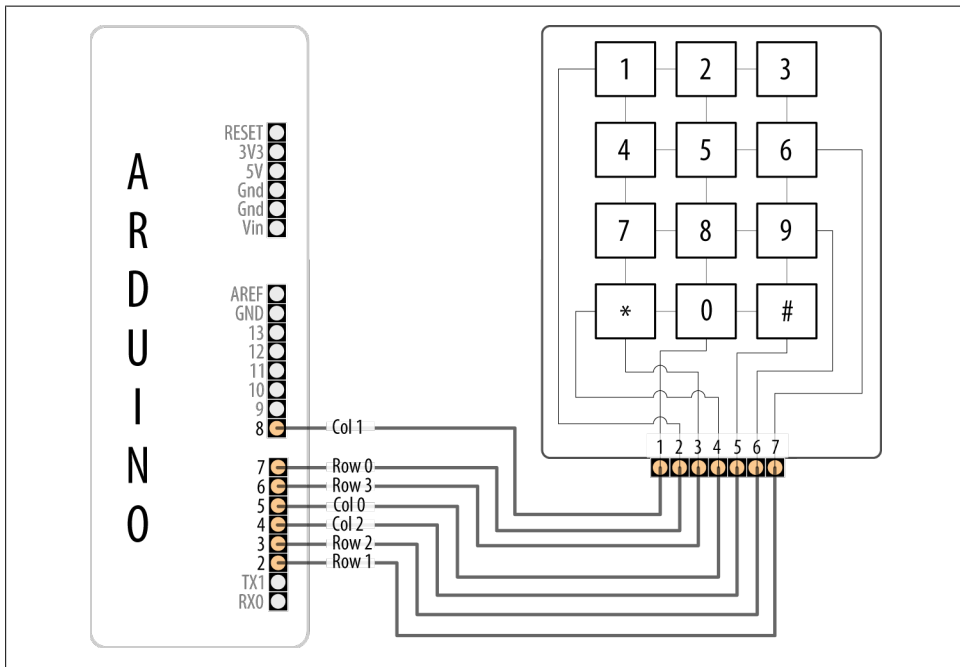 ARDUINO
RESET
3V3
5V
Gnd
Gnd
Vin
AREF
GND
13
12
11
10
9
8
7
6
5
4
3
2
TX1
RX0
Col 1
Row 0
Row 3
Col 0
Col 2
Row 2
Row 1
1 2 3
4 5 6
7 8 9
* 0 #
1 2 3 4 5 6 7